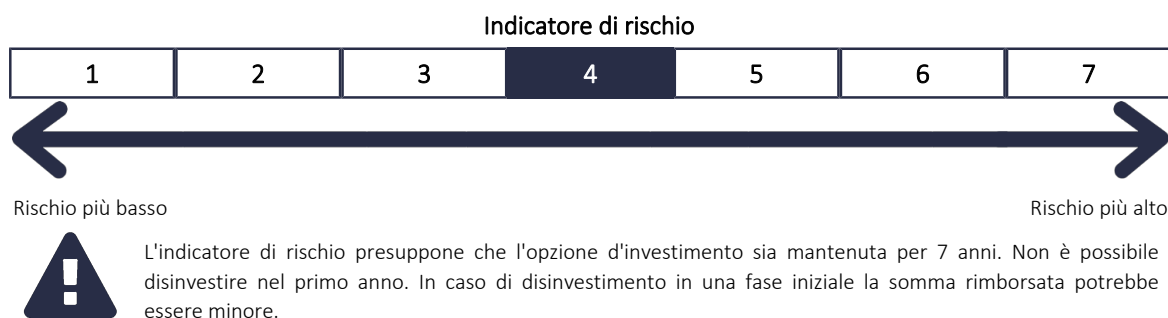 Indicatore di rischio
1 2 3 4 5 6 7
Rischio più basso Rischio più alto
L'indicatore di rischio presuppone che l'opzione d'investimento sia mantenuta per 7 anni. Non è possibile
disinvestire nel primo anno. In caso di disinvestimento in una fase iniziale la somma rimborsata potrebbe
essere minore.